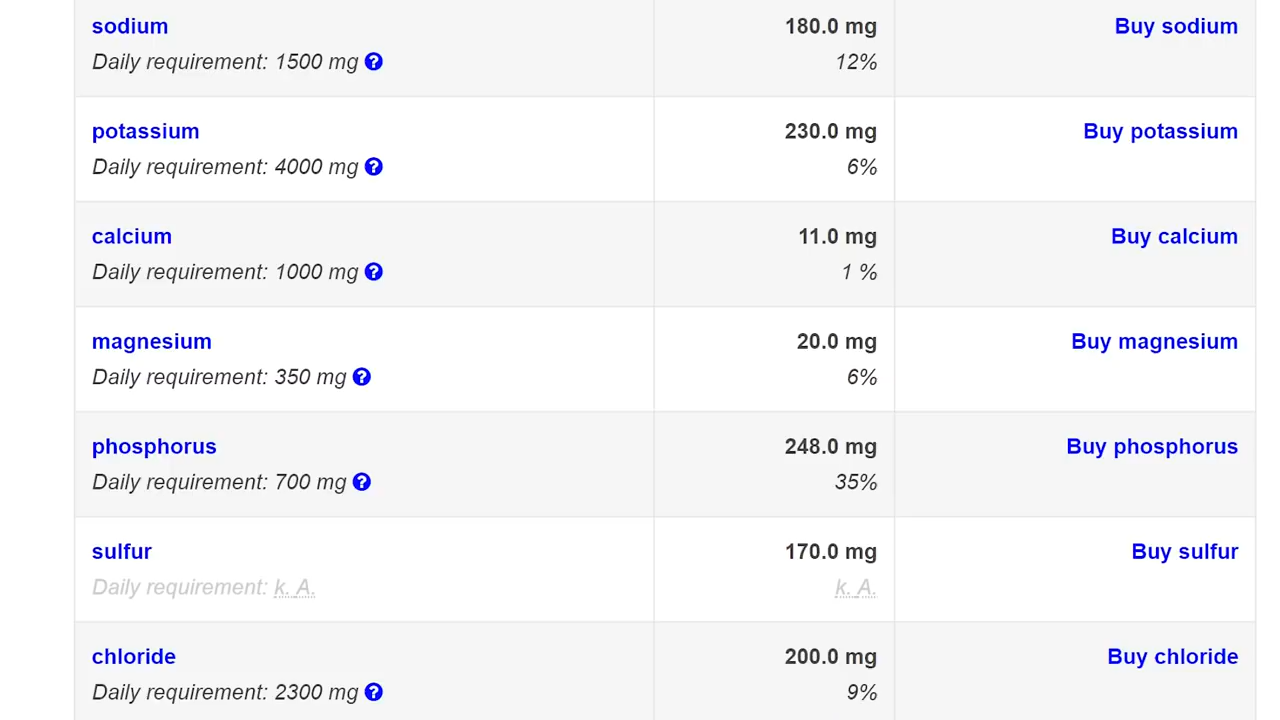 sodium 180.0 mg Buy sodium
Daily requirement: 1500 mg ? 12%
potassium 230.0 mg Buy potassium
Daily requirement: 4000 mg ? 6%
calcium 11.0 mg Buy calcium
Daily requirement: 1000 mg ? 1 %
magnesium 20.0 mg Buy magnesium
Daily requirement: 350 mg ? 6%
phosphorus 248.0 mg Buy phosphorus
Daily requirement: 700 mg ? 35%
sulfur 170.0 mg Buy sulfur
Daily requirement: k. A. k. A.
chloride 200.0 mg Buy chloride
Daily requirement: 2300 mg ? 9%